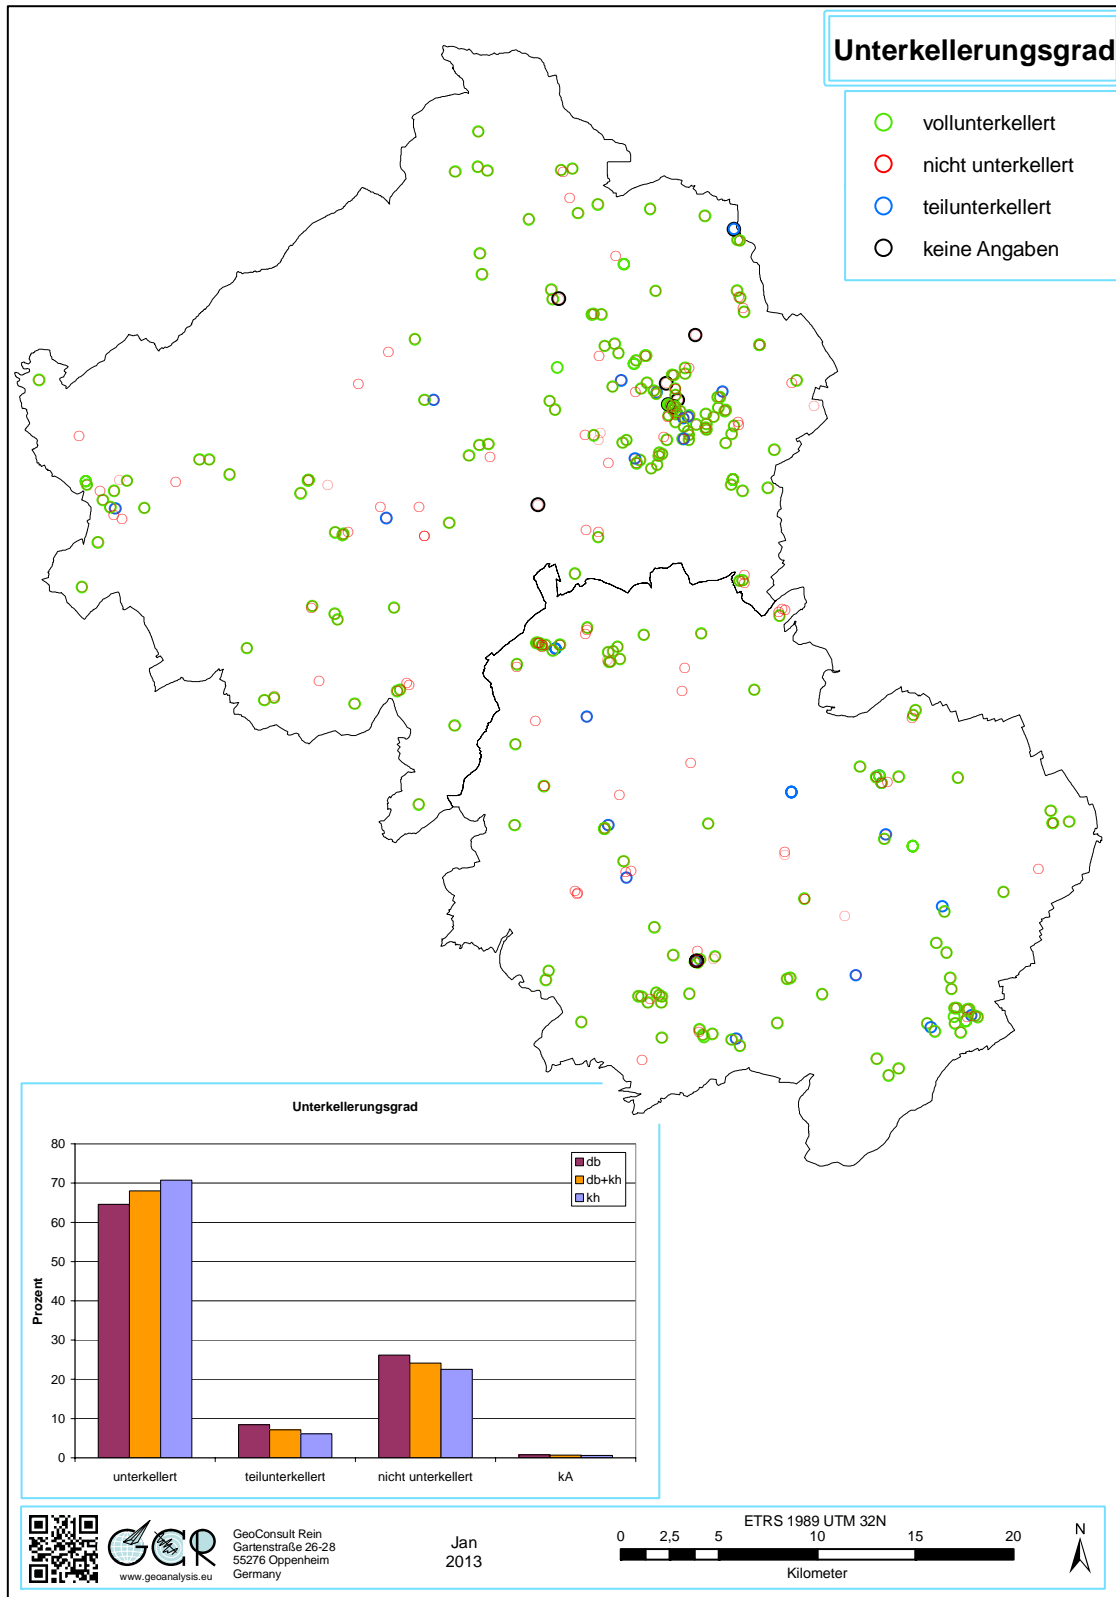 Unterkellerungsgrad
vollunterkellert
nicht unterkellert
teilunterkellert
keine Angaben
Unterkellerungsgrad
80
70
60
50
40
30
20
10
0
Prozent
db
db+kh
kh
unterkellert
teilunterkellert
nicht unterkellert
kA
GCR
www.geoanalysis.eu
GeoConsult Rein
Gartenstraße 26-28
55276 Oppenheim
Germany
Jan
2013
ETRS 1989 UTM 32N
0 2,5 5 10 15 20
Kilometer
N